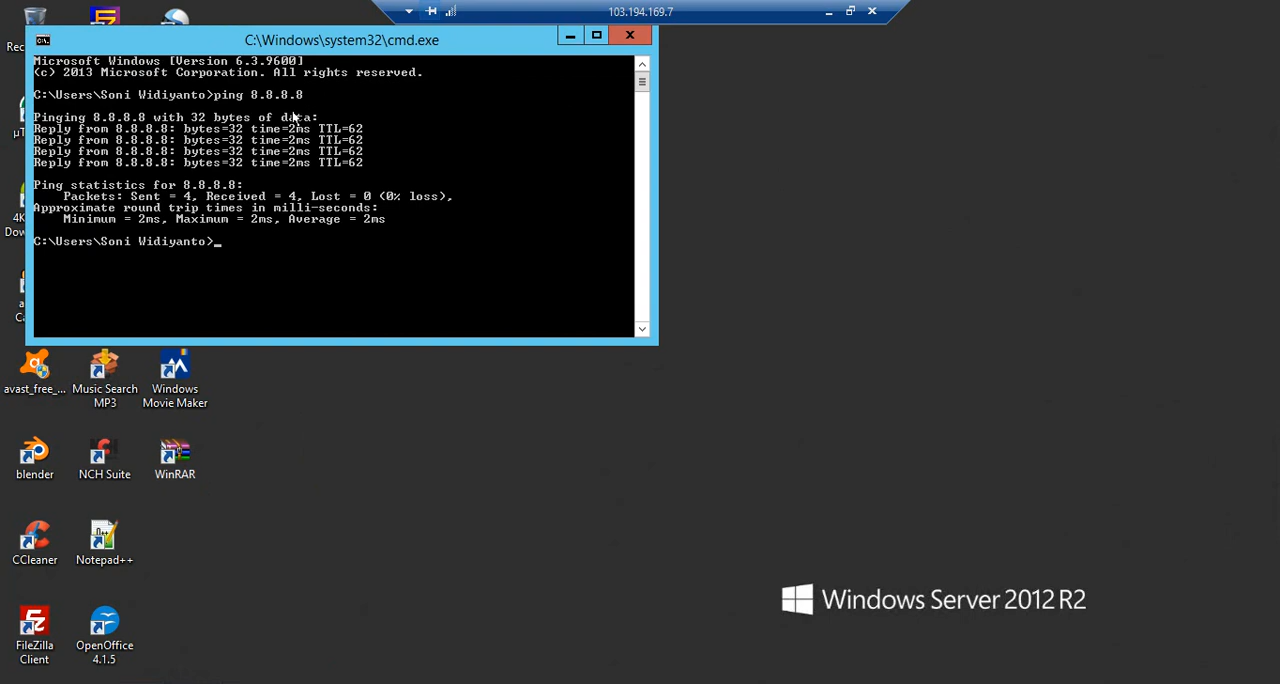 103.194.169.7
C:\Windows\system32\cmd.exe
Microsoft Windows [Version 6.3.9600]
(c) 2013 Microsoft Corporation. All rights reserved.
C:\Users\Soni Widiyanto>ping 8.8.8.8
Pinging 8.8.8.8 with 32 bytes of data:
Reply from 8.8.8.8: bytes=32 time=2ms TTL=62
Reply from 8.8.8.8: bytes=32 time=2ms TTL=62
Reply from 8.8.8.8: bytes=32 time=2ms TTL=62
Reply from 8.8.8.8: bytes=32 time=2ms TTL=62
Ping statistics for 8.8.8.8:
Packets: Sent = 4, Received = 4, Lost = 0 (0% loss),
Approximate round trip times in milli-seconds:
Minimum = 2ms, Maximum = 2ms, Average = 2ms
C:\Users\Soni Widiyanto>_
avast_free_...
Music Search
MP3
Windows
Movie Maker
blender
NCH Suite
WinRAR
CCleaner
Notepad++
FileZilla
Client
OpenOffice
4.1.5
Windows Server 2012 R2